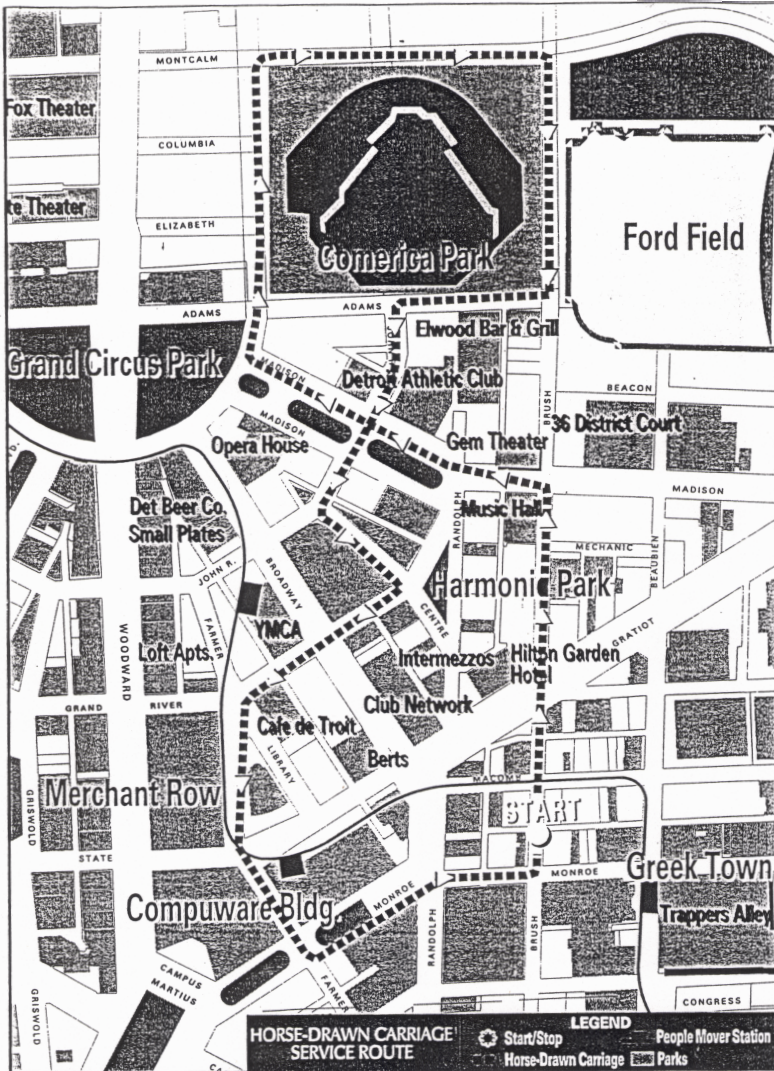 MONTCALM
Fox Theater
COLUMBIA
te Theater
ELIZABETH
Ford Field
Comerica Park
ADAMS
ADAMS
Elwood Bar & Grill
Grand Circus Park
MADISON
Detroit Athletic Club
BEACON
BRUSH
MADISON
36 District Court
Opera House
Gem Theater
MADISON
Det Beer Co.
Small Plates
RANDOLPH
Music Hall
MECHANIC
BEAUBIEN
JOHN R.
BROADWAY
Harmonie Park
CENTRE
GRATIOT
WOODWARD
FARMER
YMCA
Loft Apts.
Intermezzos
Hilton Garden
Hotel
GRAND RIVER
Club Network
Cafe de Troit
LIBRARY
Berts
MACOMB
GRISWOLD
Merchant Row
START
STATE
MONROE
Greek Town
Compuware Bldg.
MONROE
Trappers Alley
RANDOLPH
BRUSH
CAMPUS
MARTIUS
FARMER
GRISWOLD
CONGRESS
HORSE-DRAWN CARRIAGE
SERVICE ROUTE
LEGEND
Start/Stop
People Mover Station
Horse-Drawn Carriage
Parks